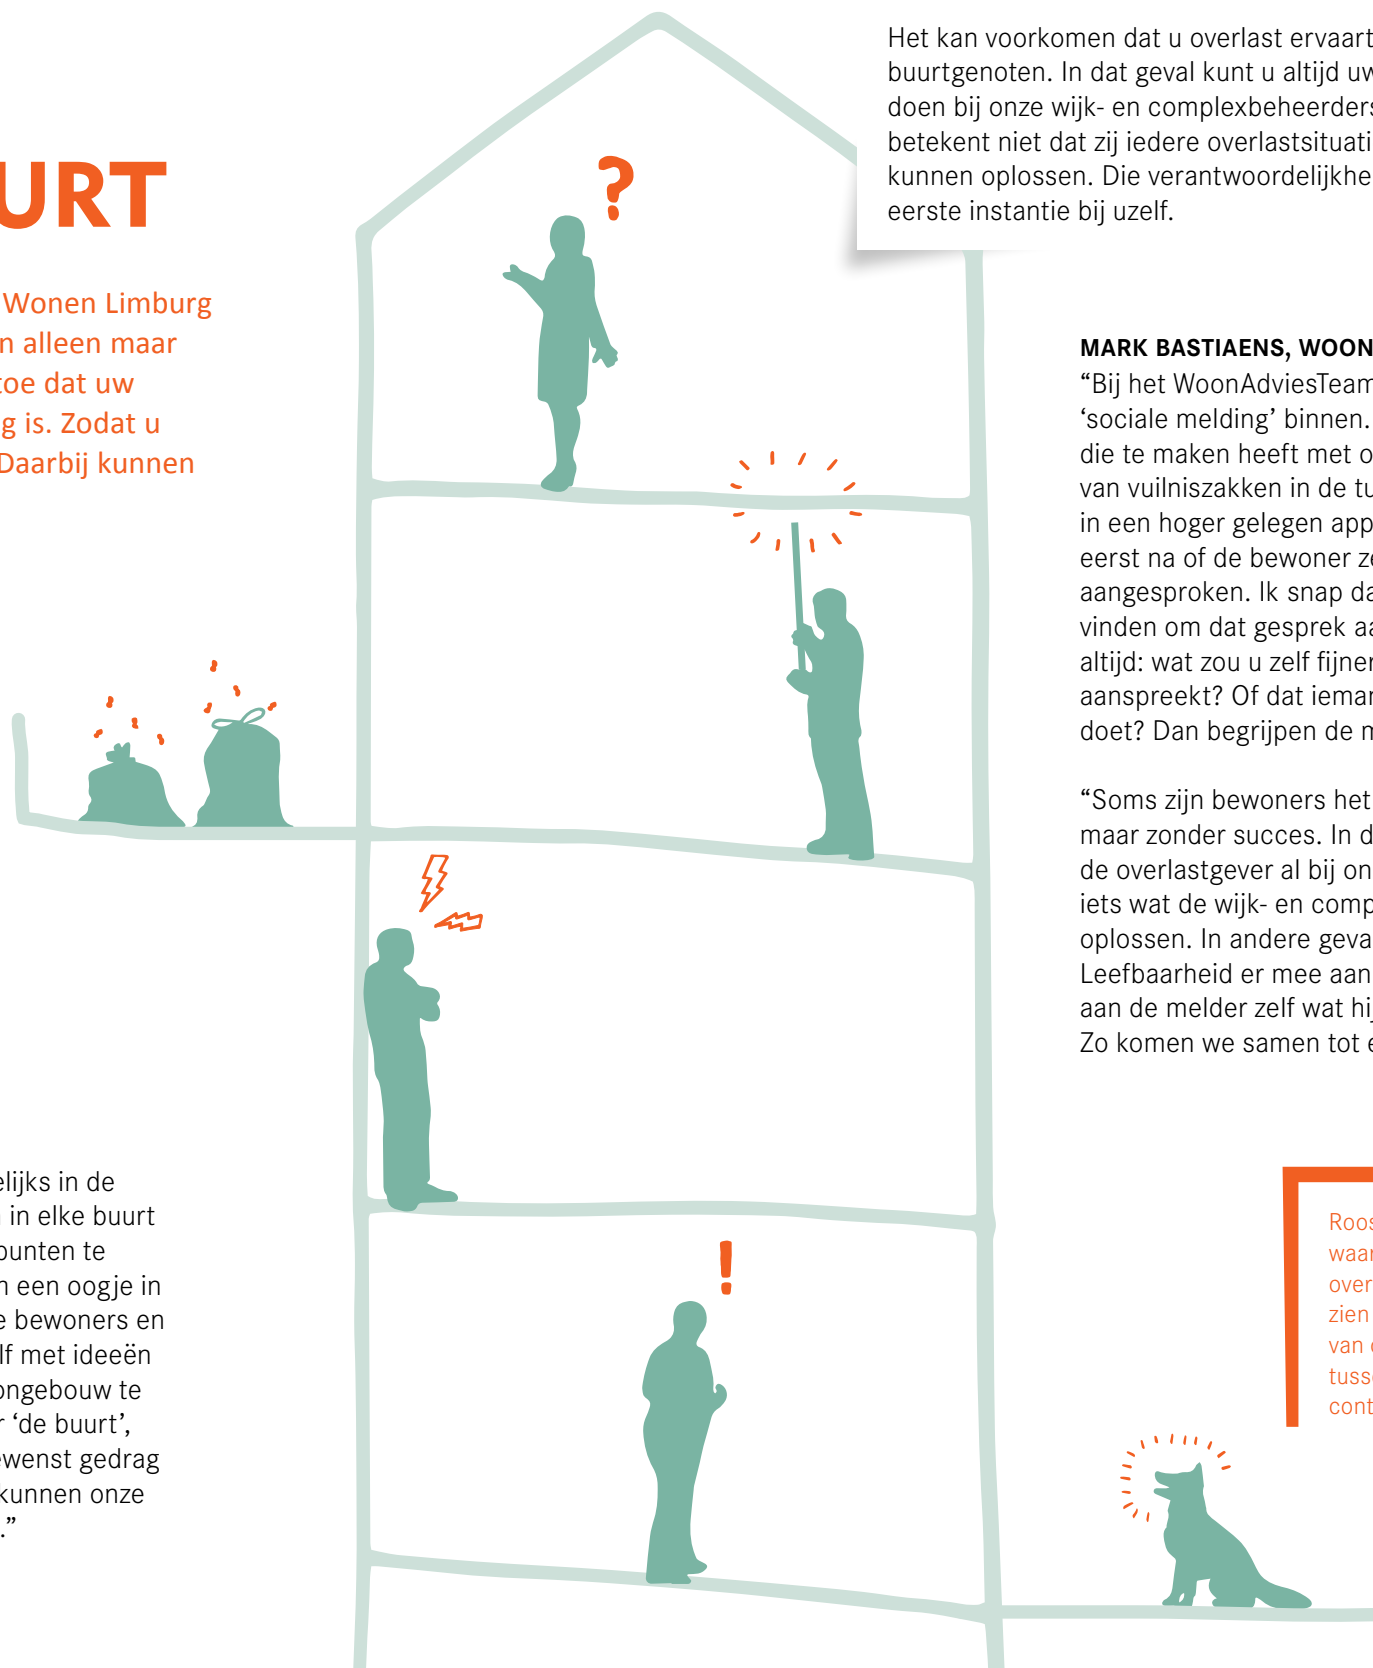 URT
Wonen Limburg
n alleen maar
toe dat uw
g is. Zodat u
Daarbij kunnen
elijks in de
in elke buurt
punten te
n een oogje in
e bewoners en
lf met ideeën
ongebouw te
r ‘de buurt’,
ewenst gedrag
kunnen onze
.”
Het kan voorkomen dat u overlast ervaart
buurtgenoten. In dat geval kunt u altijd uw
doen bij onze wijk- en complexbeheerders
betekent niet dat zij iedere overlastsituati
kunnen oplossen. Die verantwoordelijkhe
eerste instantie bij uzelf.
MARK BASTIAENS, WOON
“Bij het WoonAdviesTeam
‘sociale melding’ binnen.
die te maken heeft met o
van vuilniszakken in de tu
in een hoger gelegen app
eerst na of de bewoner ze
aangesproken. Ik snap da
vinden om dat gesprek aa
altijd: wat zou u zelf fijner
aanspreekt? Of dat ieman
doet? Dan begrijpen de m
“Soms zijn bewoners het
maar zonder succes. In d
de overlastgever al bij on
iets wat de wijk- en comp
oplossen. In andere geva
Leefbaarheid er mee aan
aan de melder zelf wat hij
Zo komen we samen tot e
Roos
waar
over
zien
van
tuss
cont
?
!